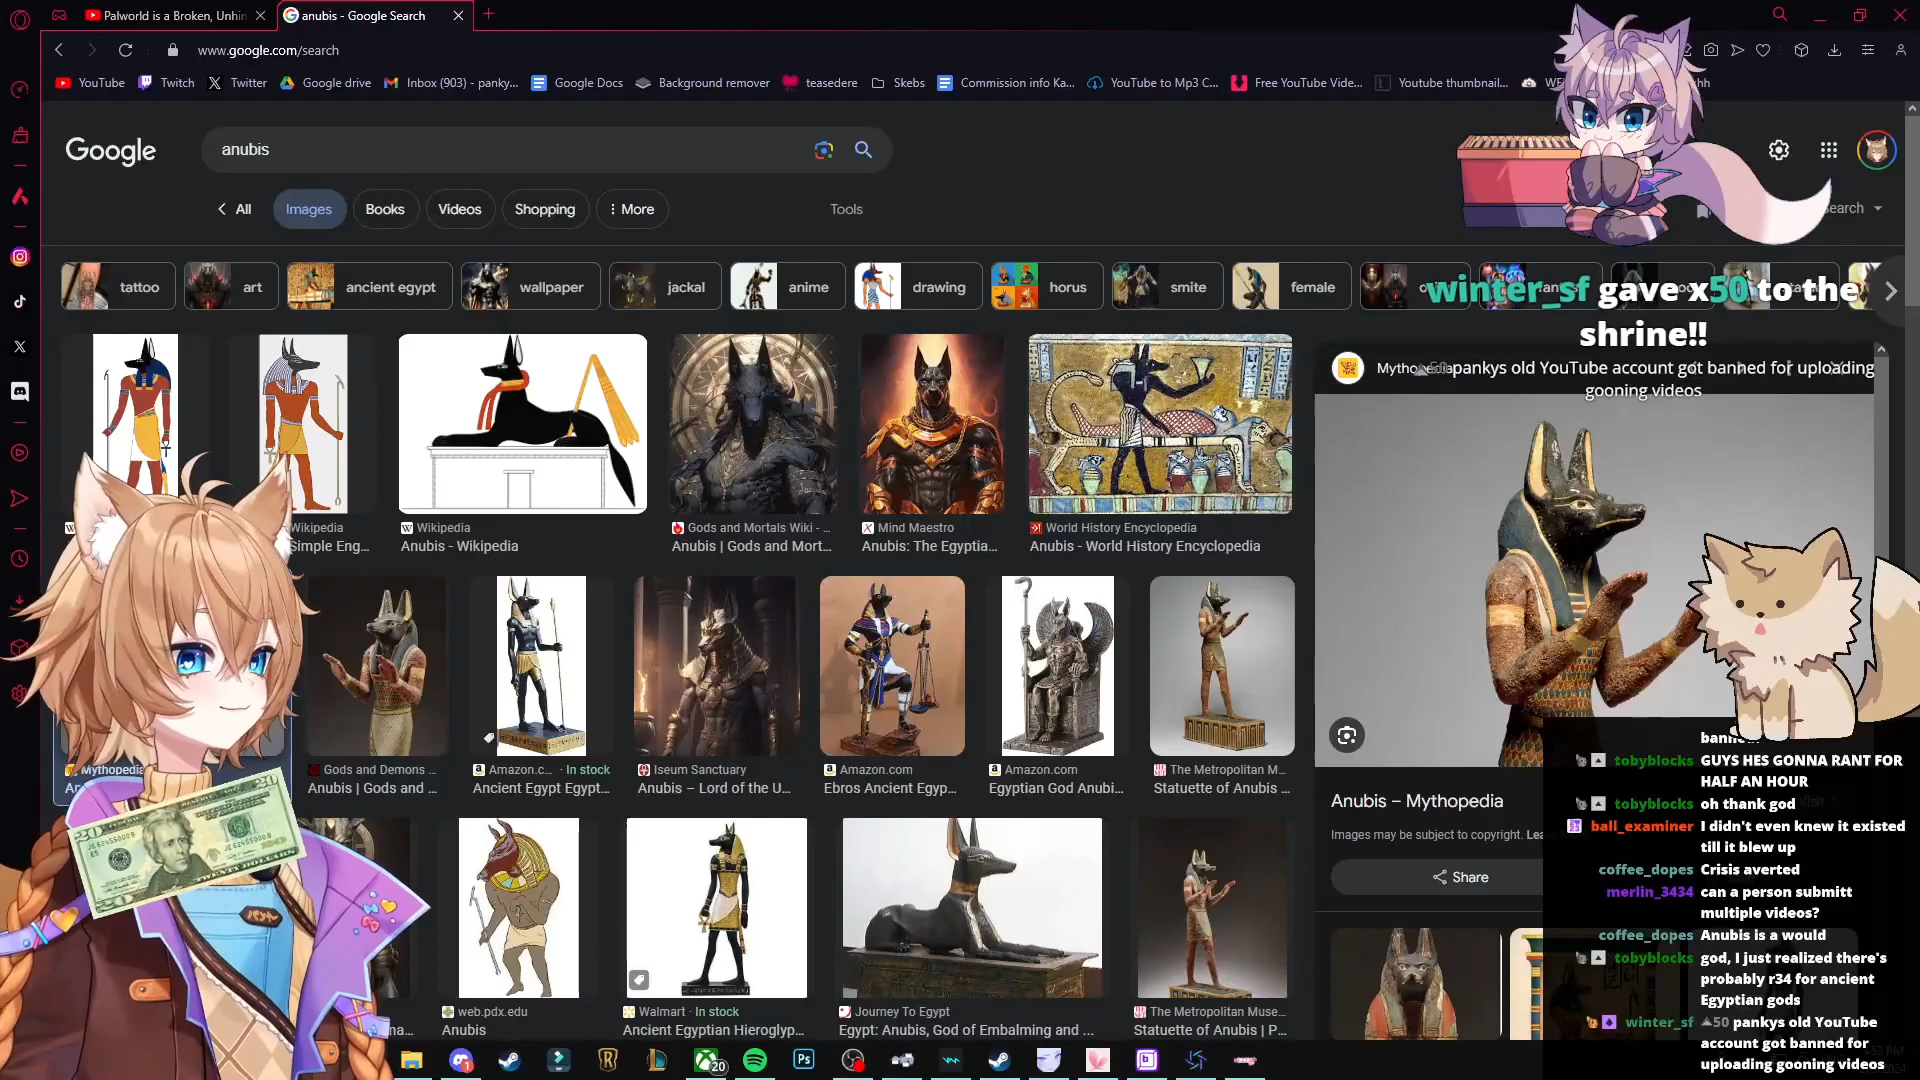 Palworld is a Broken, Unhin
anubis - Google Search
www.google.com/search
YouTube
Twitch
Twitter
Google drive
Inbox (903) - panky...
Google Docs
Background remover
teasedere
Skebs
Commission info Ka...
YouTube to Mp3 C...
Free YouTube Vide...
Youtube thumbnail...
Google
anubis
All
Images
Books
Videos
Shopping
More
Tools
tattoo
art
ancient egypt
wallpaper
jackal
anime
drawing
horus
smite
female
winter_sf gave x50 to the
shrine!!
50 pankys old YouTube account got banned for uploading
gooning videos
Wikipedia
Simple Eng...
Wikipedia
Anubis - Wikipedia
Gods and Mortals Wiki - ...
Anubis | Gods and Mort...
Mind Maestro
Anubis: The Egyptia...
World History Encyclopedia
Anubis - World History Encyclopedia
Mythopedia
Gods and Demons ...
Anubis | Gods and ...
Amazon.c... · In stock
Ancient Egypt Egypt...
Iseum Sanctuary
Anubis – Lord of the U...
Amazon.com
Ebros Ancient Egyp...
Amazon.com
Egyptian God Anubi...
The Metropolitan M...
Statuette of Anubis ...
web.pdx.edu
Anubis
Walmart · In stock
Ancient Egyptian Hieroglyp...
Journey To Egypt
Egypt: Anubis, God of Embalming and ...
The Metropolitan Muse...
Statuette of Anubis | P...
Anubis – Mythopedia
Images may be subject to copyright.
Share
tobyblocks GUYS HES GONNA RANT FOR
HALF AN HOUR
tobyblocks oh thank god
ball_examiner I didn't even knew it existed
till it blew up
coffee_dopes Crisis averted
merlin_3434 can a person submitt
multiple videos?
coffee_dopes Anubis is a would
tobyblocks god, I just realized there's
probably r34 for ancient
Egyptian gods
winter_sf 50 pankys old YouTube
account got banned for
uploading gooning videos
20